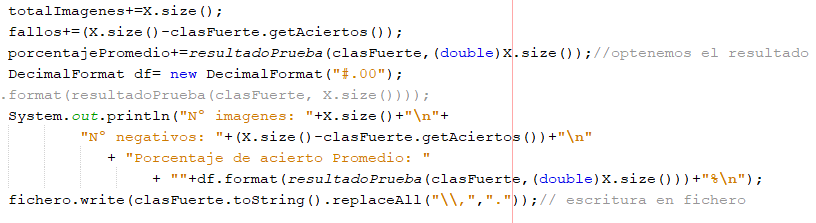 totalImagenes+=X.size();
fallos+=(X.size()-clasFuerte.getAciertos());
porcentajePromedio+=resultadoPrueba(clasFuerte,(double)X.size());//optenemos el resultado
DecimalFormat df= new DecimalFormat("#.00");
.format(resultadoPrueba(clasFuerte, X.size())));
System.out.println("Nº imagenes: "+X.size()+"\n"+
"Nº negativos: "+(X.size()-clasFuerte.getAciertos())+"\n"
+ "Porcentaje de acierto Promedio: "
+ ""+df.format(resultadoPrueba(clasFuerte,(double)X.size()))+"%\n");
fichero.write(clasFuerte.toString().replaceAll("\\,","."));// escritura en fichero